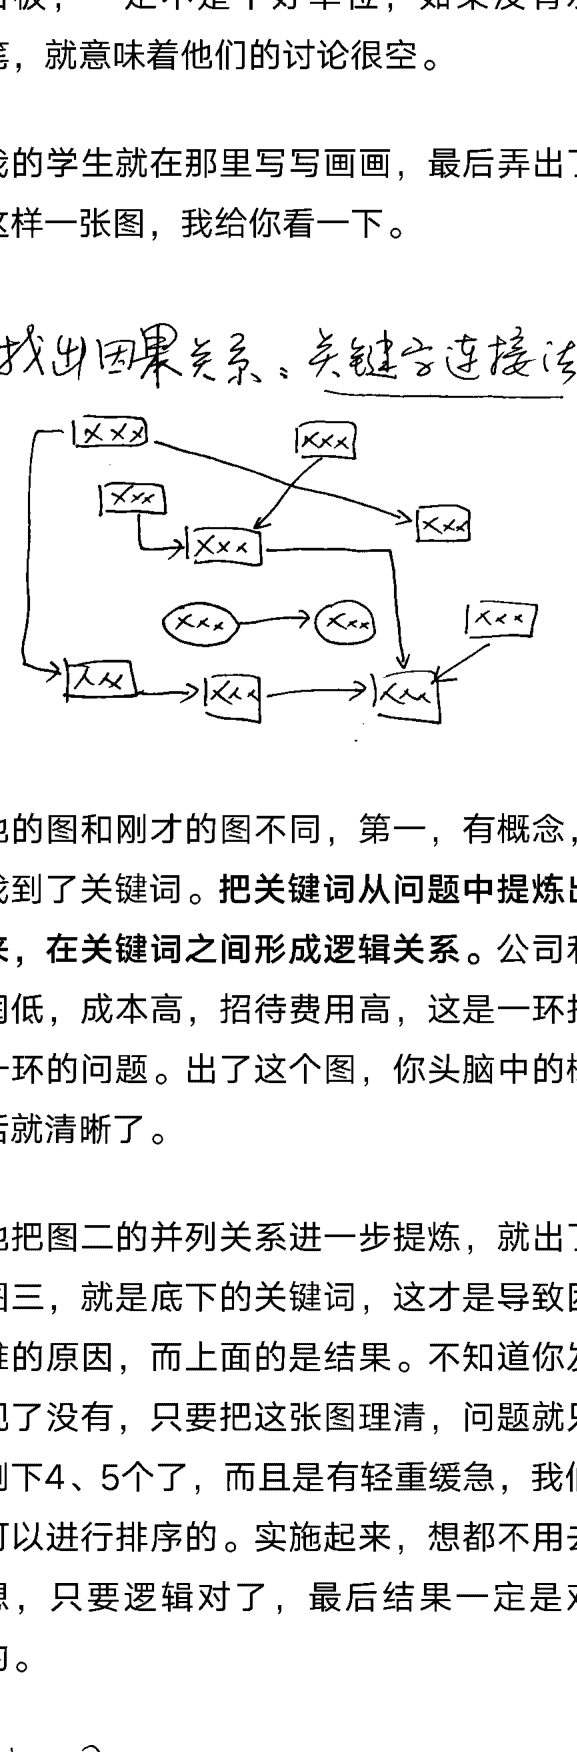 是不是个好单位，如果没有
，就意味着他们的讨论很空。
的学生就在那里写写画画，最后弄出
样一张图，我给你看一下。
找出因果关系：关键字连接法
xxx
xxx
xxx
xxx
xxx
xxx
xxx
xxx
xxx
xxx
xxx
的图和刚才的图不同，第一，有概念，
到了关键词。把关键词从问题中提炼出
来，在关键词之间形成逻辑关系。公司利
润低，成本高，招待费用高，这是一环扣
一环的问题。出了这个图，你头脑中的
就清晰了。
把图二的并列关系进一步提炼，就出
图三，就是底下的关键词，这才是导致困
难的原因，而上面的是结果。不知道你发
现了没有，只要把这张图理清，问题就只
剩下4、5个了，而且是有轻重缓急，我们
可以进行排序的。实施起来，想都不用去
想，只要逻辑对了，最后结果一定是对
的。